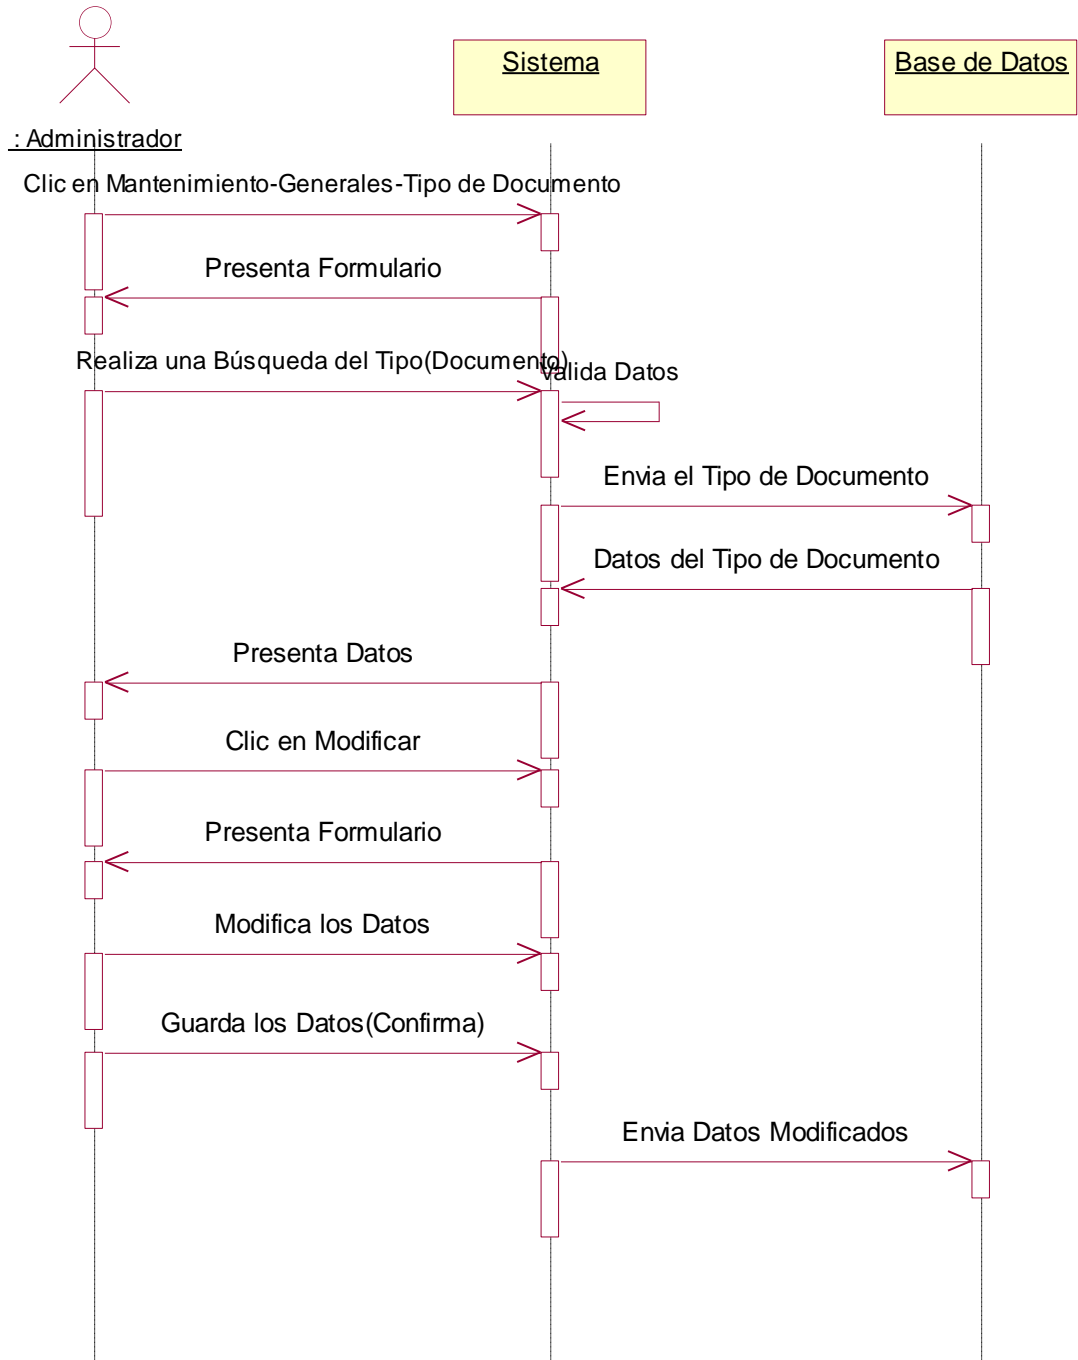 Sistema
Base de Datos
: Administrador
Clic en Mantenimiento-Generales-Tipo de Documento
Presenta Formulario
Realiza una Búsqueda del Tipo(Documento)
Valida Datos
Envia el Tipo de Documento
Datos del Tipo de Documento
Presenta Datos
Clic en Modificar
Presenta Formulario
Modifica los Datos
Guarda los Datos(Confirma)
Envia Datos Modificados